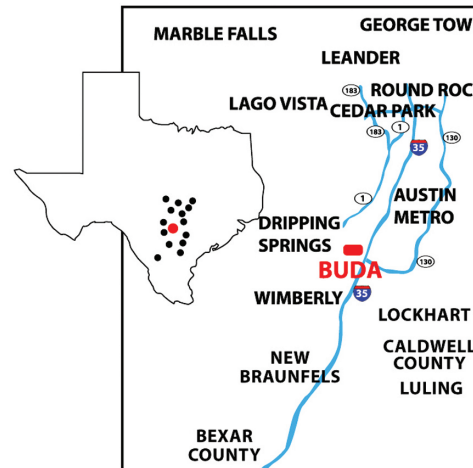 GEORGE TOW
MARBLE FALLS
LEANDER
183
ROUND ROC
LAGO VISTA
CEDAR PARK
183
1
130
35
1
AUSTIN
METRO
DRIPPING
SPRINGS
BUDA
130
WIMBERLY
35
LOCKHART
CALDWELL
COUNTY
NEW
BRAUNFELS
LULING
BEXAR
COUNTY